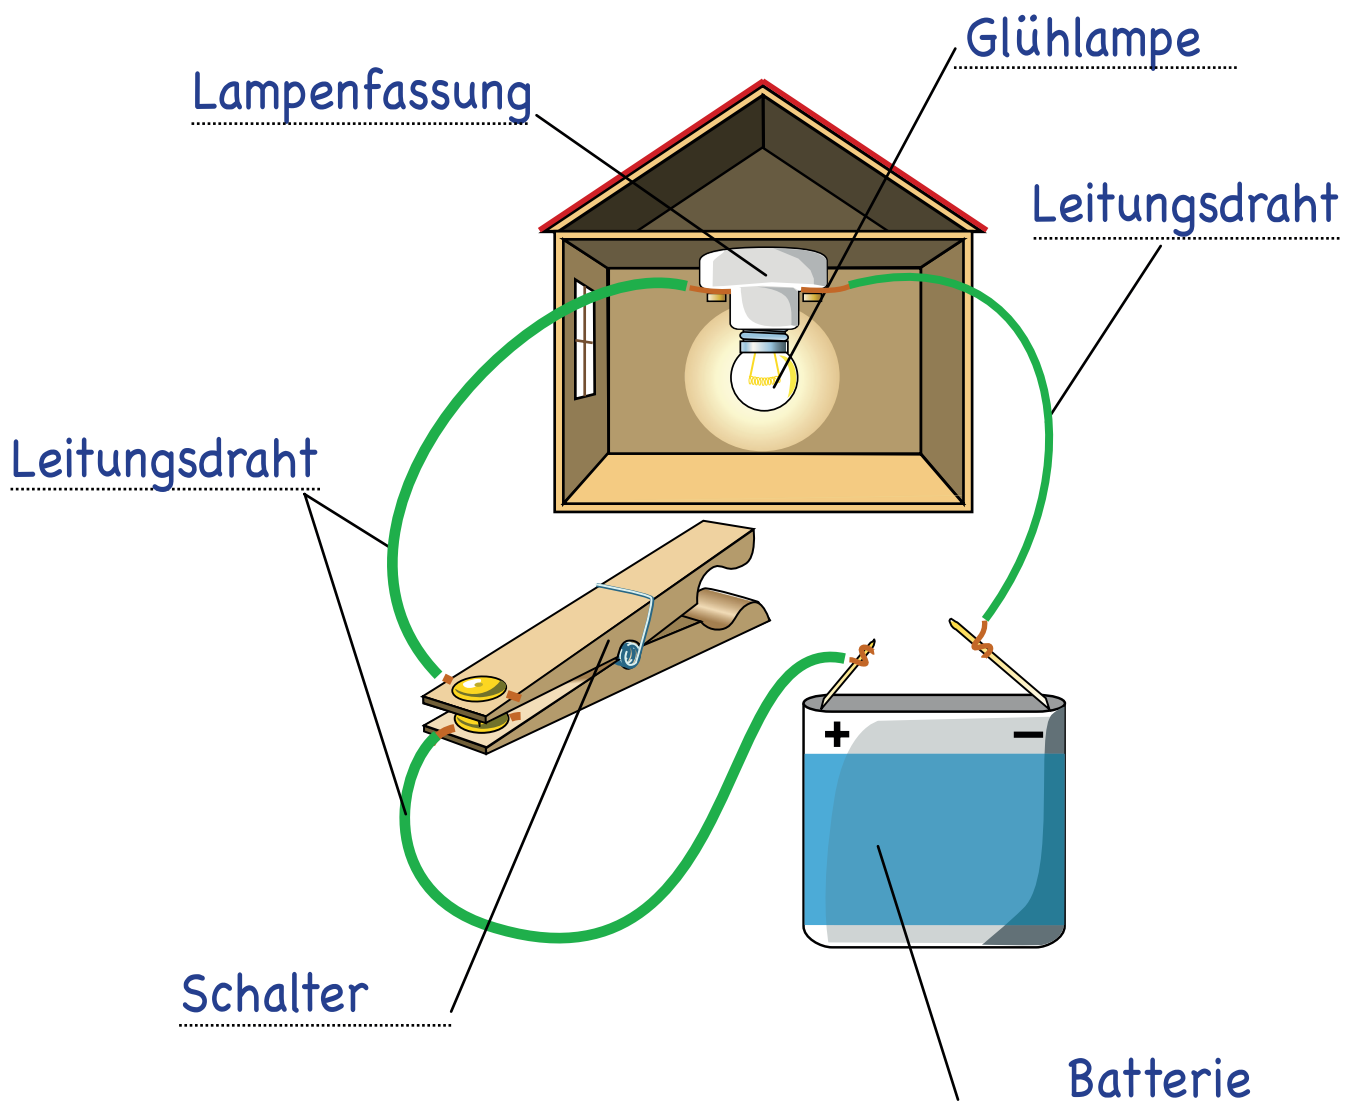 Glühlampe
Lampenfassung
Leitungsdraht
Leitungsdraht
+ −
Schalter
Batterie